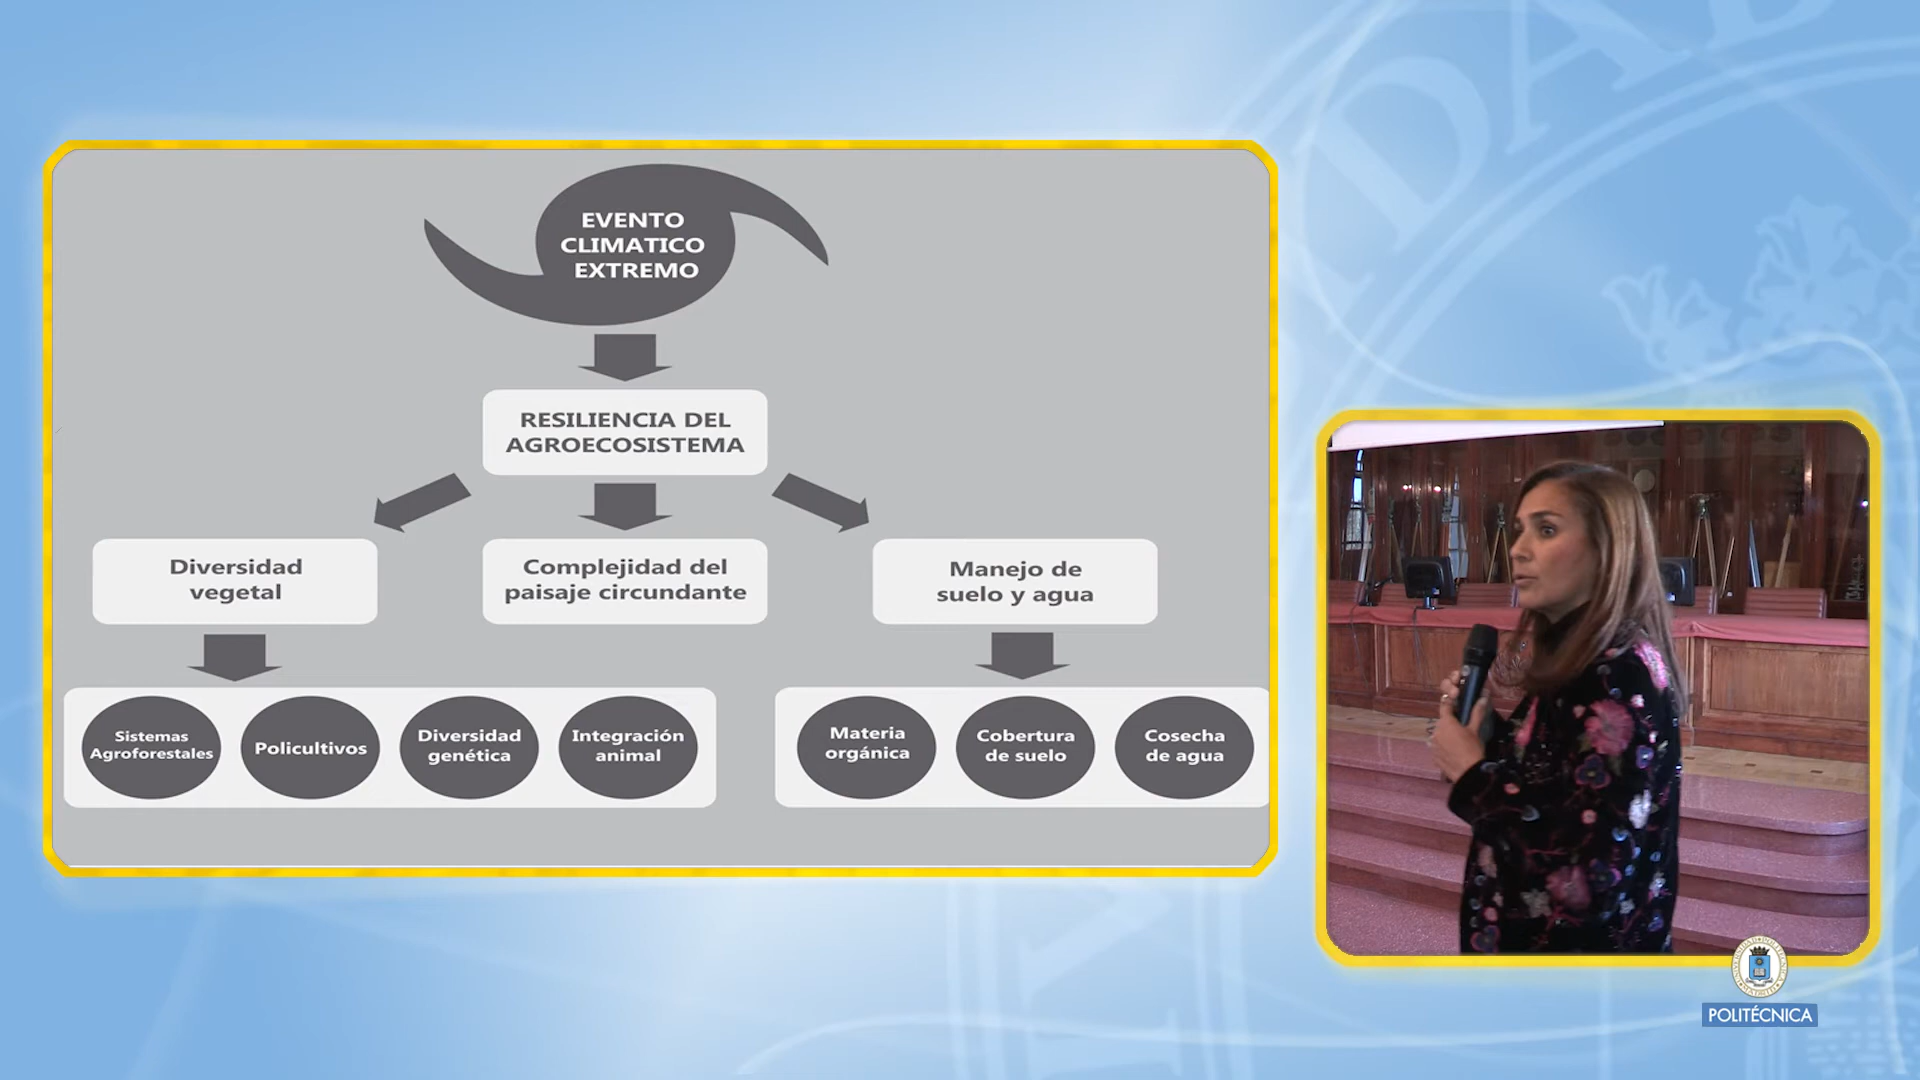 EVENTO
CLIMATICO
EXTREMO
RESILIENCIA DEL
AGROECOSISTEMA
Diversidad
vegetal
Complejidad del
paisaje circundante
Manejo de
suelo y agua
Sistemas
Agroforestales
Policultivos
Diversidad
genética
Integración
animal
Materia
orgánica
Cobertura
de suelo
Cosecha
de agua
POLITÉCNICA